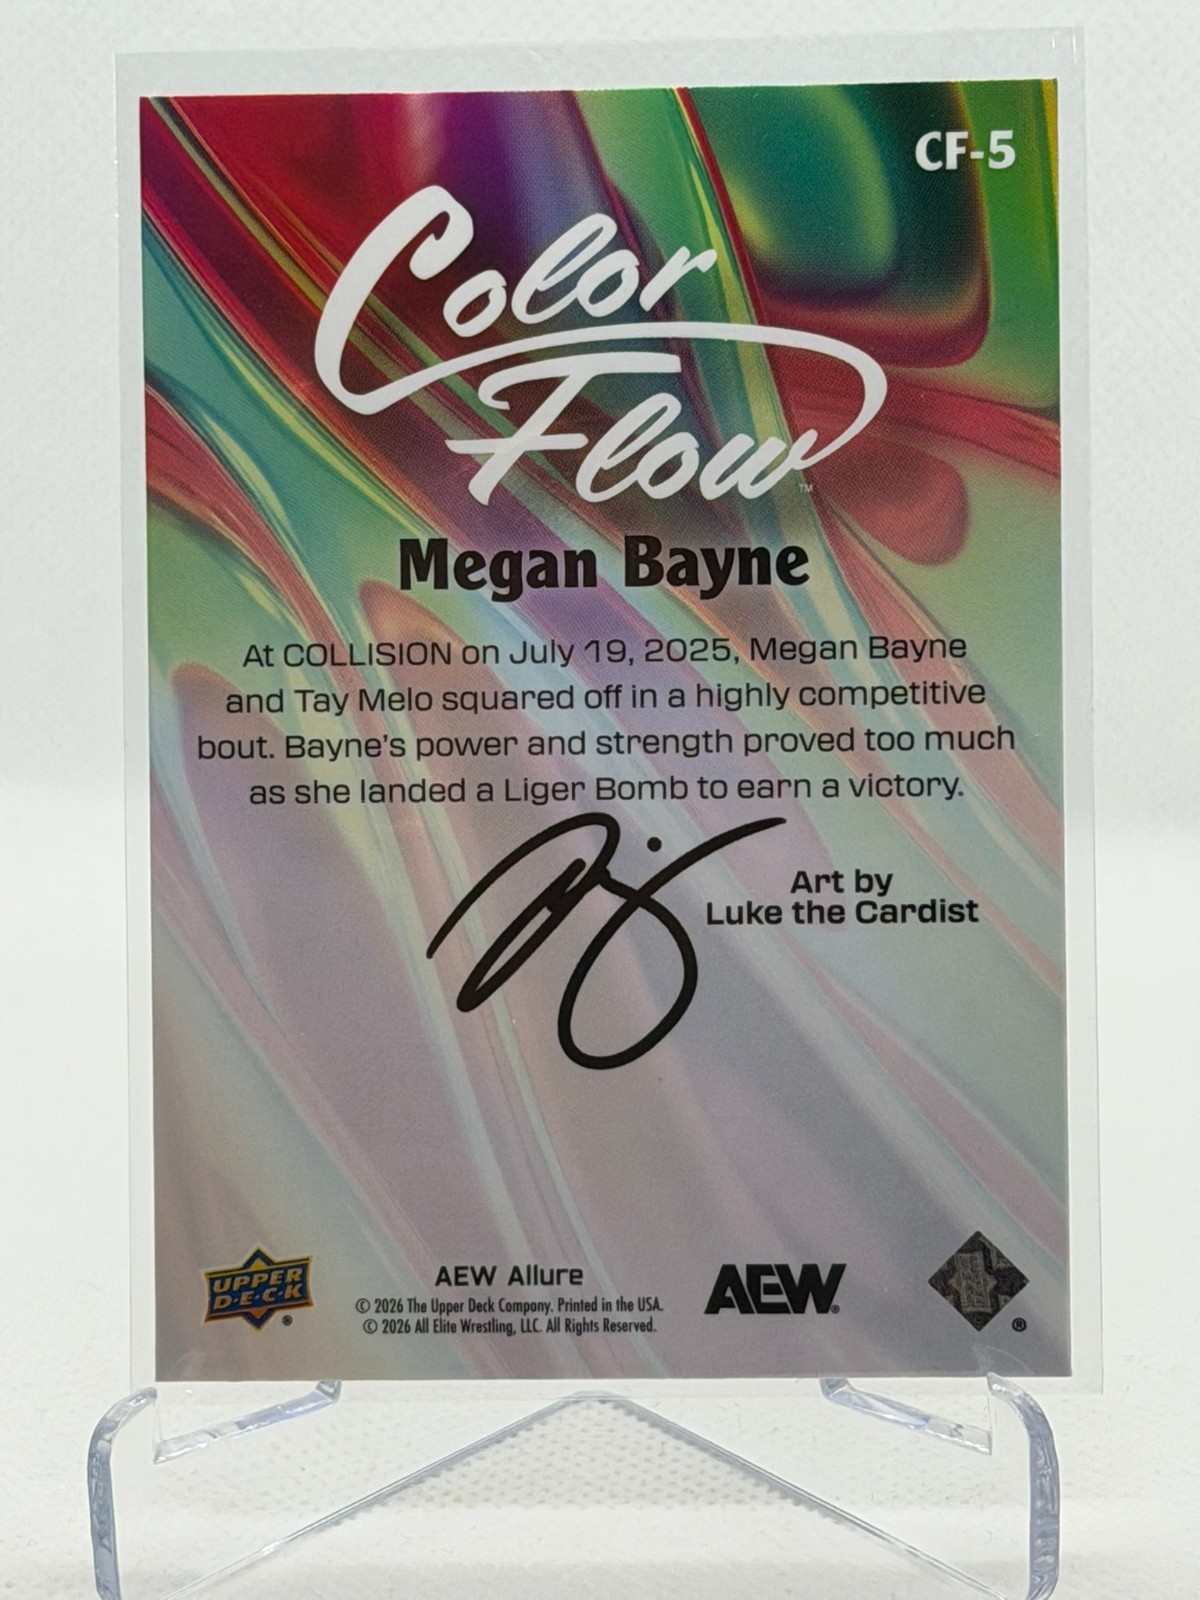 CF-5
Color
Flow™
Megan Bayne
At COLLISION on July 19, 2025, Megan Bayne
and Tay Melo squared off in a highly competitive
bout. Bayne's power and strength proved too much
as she landed a Liger Bomb to earn a victory.
Art by
Luke the Cardist
UPPER
D·E·C·K®
AEW Allure
© 2026 The Upper Deck Company. Printed in the USA.
© 2026 All Elite Wrestling, LLC. All Rights Reserved.
AEW®
®